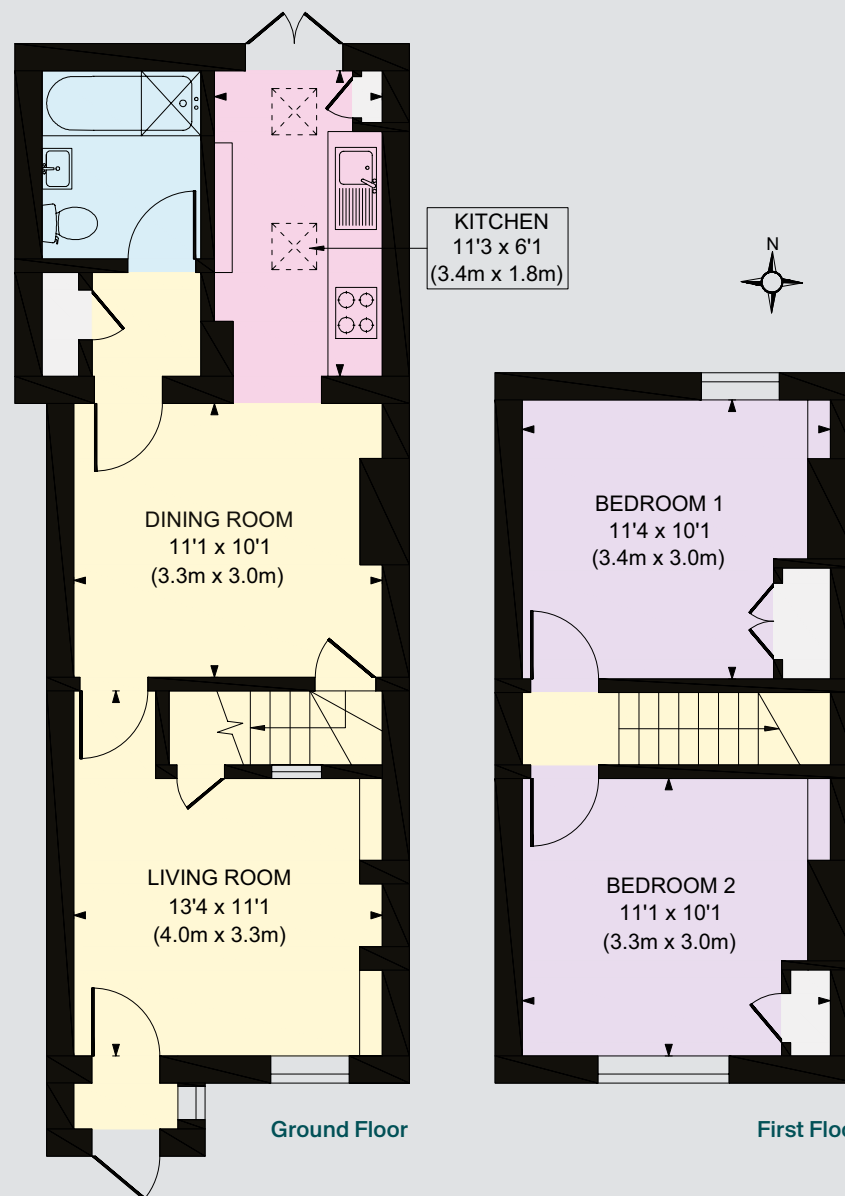 KITCHEN
11'3 x 6'1
(3.4m x 1.8m)
N
DINING ROOM
11'1 x 10'1
(3.3m x 3.0m)
BEDROOM 1
11'4 x 10'1
(3.4m x 3.0m)
LIVING ROOM
13'4 x 11'1
(4.0m x 3.3m)
BEDROOM 2
11'1 x 10'1
(3.3m x 3.0m)
Ground Floor
First Floo